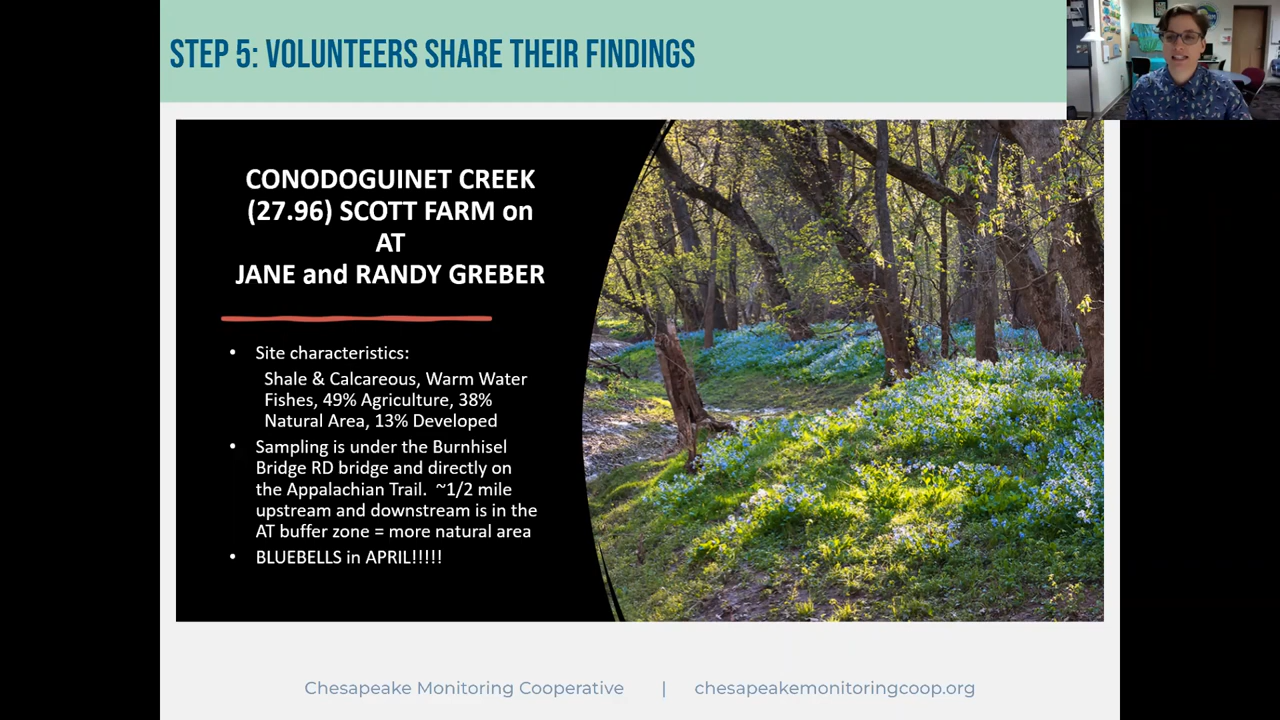 STEP 5: VOLUNTEERS SHARE THEIR FINDINGS
CONODOGUINET CREEK
(27.96) SCOTT FARM on
AT
JANE and RANDY GREBER
• Site characteristics:
Shale & Calcareous, Warm Water
Fishes, 49% Agriculture, 38%
Natural Area, 13% Developed
• Sampling is under the Burnhisel
Bridge RD bridge and directly on
the Appalachian Trail. ~1/2 mile
upstream and downstream is in the
AT buffer zone = more natural area
• BLUEBELLS in APRIL!!!!!
Chesapeake Monitoring Cooperative | chesapeakemonitoringcoop.org